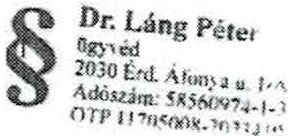 § Dr. Láng Péter
ügyvéd
2030 Érd, Áfonya u.
Adószám: 58560974-1-
OTP 11705008-